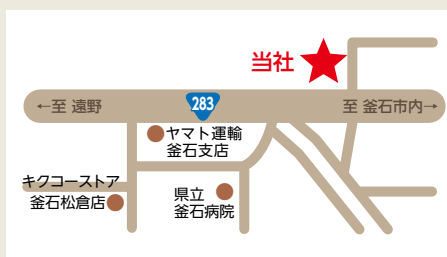 当社
←至 遠野
283
至 釜石市内→
ヤマト運輸
釜石支店
キクコーストア
釜石松倉店
県立
釜石病院